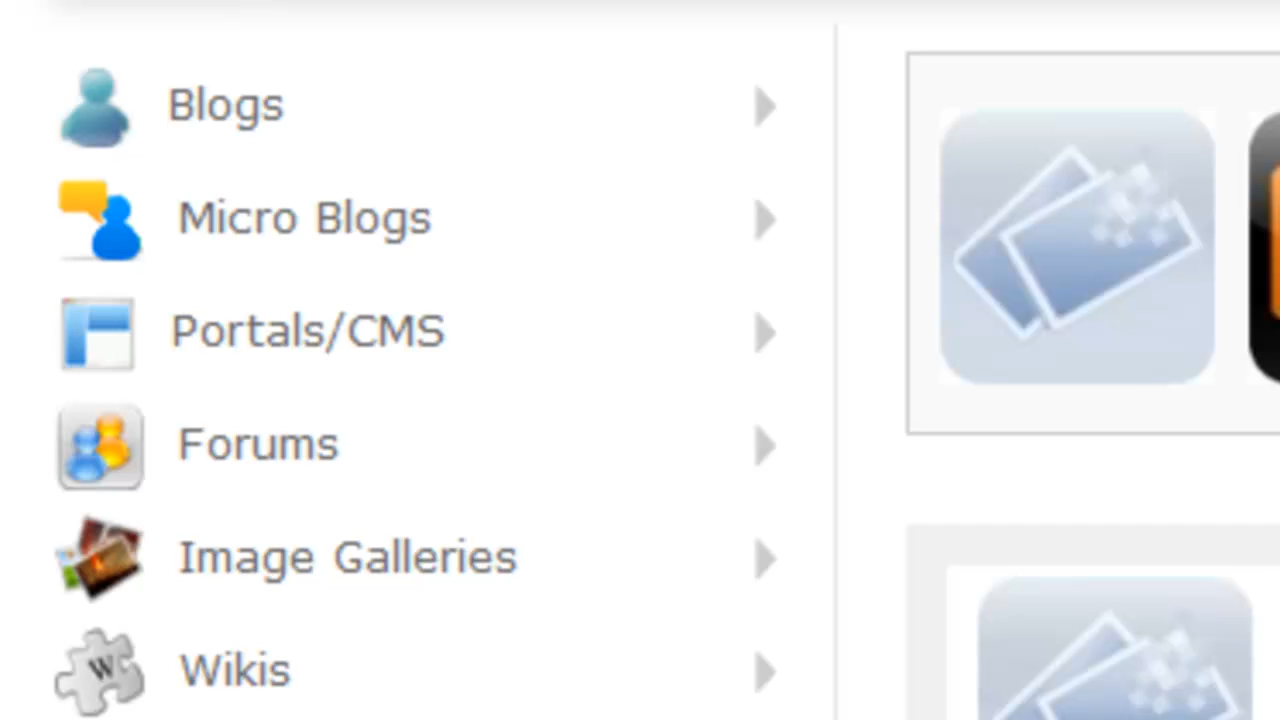 Blogs
Micro Blogs
Portals/CMS
Forums
Image Galleries
W
Wikis